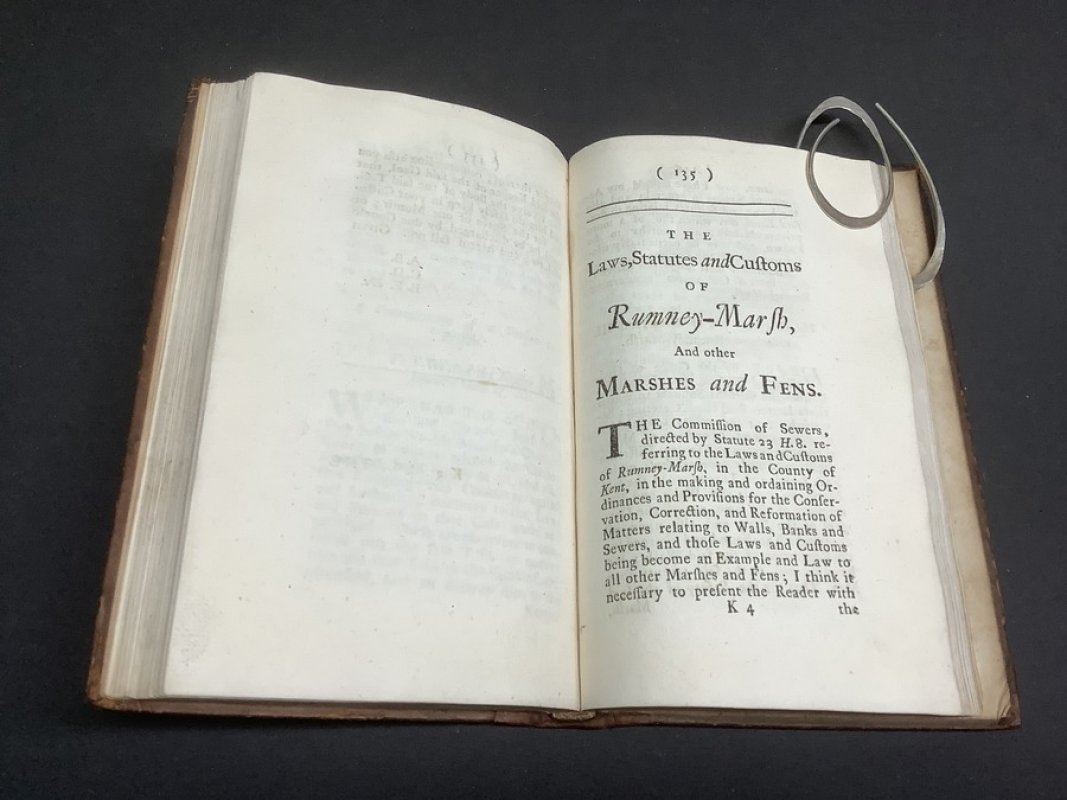 ( 135 )
THE
Laws, Statutes and Cuſtoms
OF
Rumney-Marſh,
And other
MARSHES and FENS.
THE Commiſſion of Sewers,
directed by Statute 23 H. 8. re-
ferring to the Laws and Cuſtoms
of Rumney-Marſh, in the County of
Kent, in the making and ordaining Or-
dinances and Proviſions for the Conſer-
vation, Correction, and Reformation of
Matters relating to Walls, Banks and
Sewers, and thoſe Laws and Cuſtoms
being become an Example and Law to
all other Marſhes and Fens; I think it
neceſſary to preſent the Reader with
K 4 the